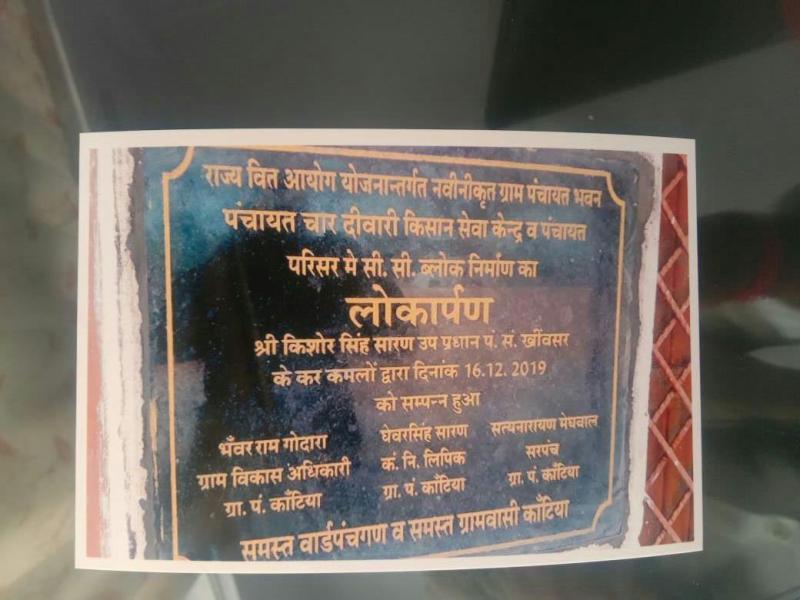 राज्य वित आयोग योजनान्तर्गत नवीनीकृत ग्राम पंचायत भवन
पंचायत चार दीवारी किसान सेवा केन्द्र व पंचायत
परिसर मे सी. सी. ब्लोक निर्माण का
लोकार्पण
श्री किशोर सिंह सारण उप प्रधान पं. सं. खींवसर
के कर कमलों द्वारा दिनांक 16.12. 2019
को सम्पन्न हुआ
भँवर राम गोदारा
ग्राम विकास अधिकारी
ग्रा. पं. काँटिया
घेवरसिंह सारण
कं. नि. लिपिक
ग्रा. पं. काँटिया
सत्यनारायण मेघवाल
सरपंच
ग्रा. पं. काँटिया
समस्त वार्डपंचगण व समस्त ग्रामवासी काँटिया